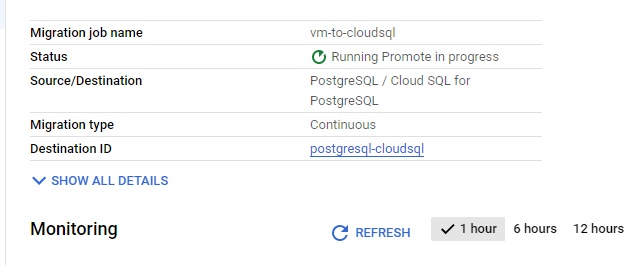 Migration job name vm-to-cloudsql
Status Running Promote in progress
Source/Destination PostgreSQL / Cloud SQL for
PostgreSQL
Migration type Continuous
Destination ID postgresql-cloudsql
SHOW ALL DETAILS
Monitoring REFRESH 1 hour 6 hours 12 hours